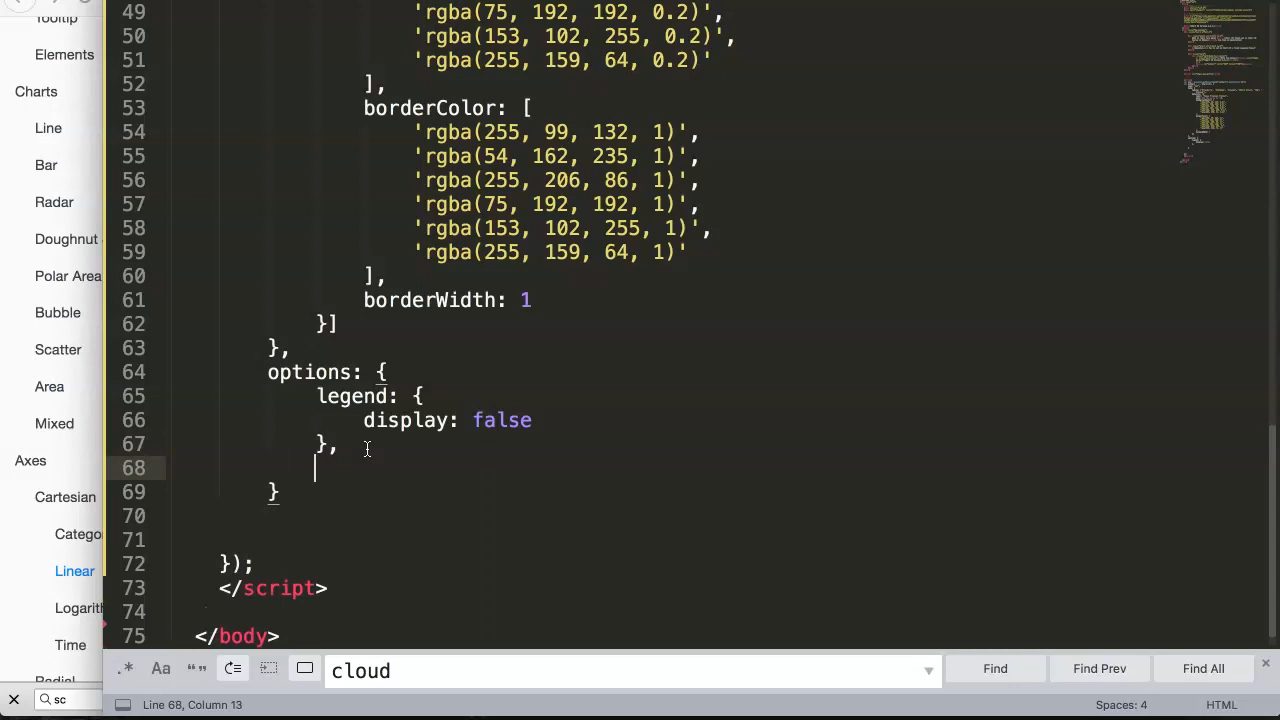 Tooltip
Elements
Charts
Line
Bar
Radar
Doughnut
Polar Area
Bubble
Scatter
Area
Mixed
Axes
Cartesian
Linear
Time
sc
49 'rgba(75, 192, 192, 0.2)',
50 'rgba(153, 102, 255, 0.2)',
51 'rgba(255, 159, 64, 0.2)'
52 ],
53 borderColor: [
54 'rgba(255, 99, 132, 1)',
55 'rgba(54, 162, 235, 1)',
56 'rgba(255, 206, 86, 1)',
57 'rgba(75, 192, 192, 1)',
58 'rgba(153, 102, 255, 1)',
59 'rgba(255, 159, 64, 1)'
60 ],
61 borderWidth: 1
62 }]
63 },
64 options: {
65 legend: {
66 display: false
67 },
68
69 }
70
71
72 });
73 </script>
74
75 </body>
.* Aa “”
cloud
Find
Find Prev
Find All
Line 68, Column 13
Spaces: 4
HTML